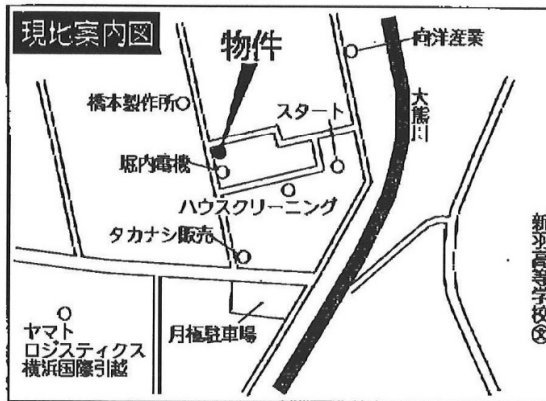 現地案内図
物件
向洋産業
橋本製作所
スタート
大熊川
堀内電機
ハウスクリーニング
タカナシ販売
新羽高等学校
文
月極駐車場
ヤマト
ロジスティクス
横浜国際引越